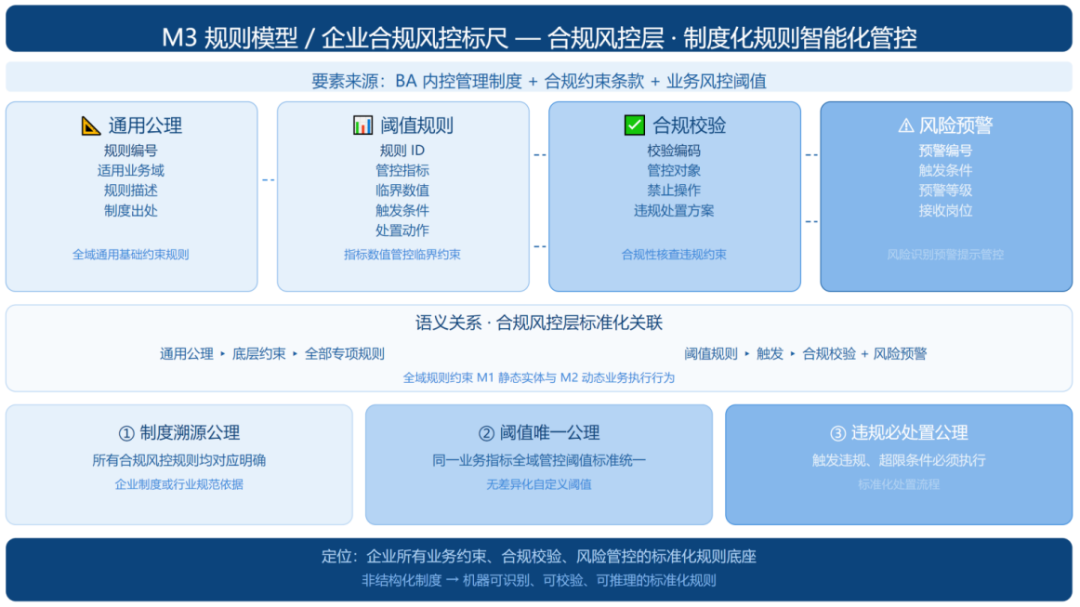 M3 规则模型 / 企业合规风控标尺 — 合规风控层 · 制度化规则智能化管控
要素来源：BA 内控管理制度 + 合规约束条款 + 业务风控阈值
📐 通用公理
规则编号
适用业务域
规则描述
制度出处
全域通用基础约束规则
📊 阈值规则
规则 ID
管控指标
临界数值
触发条件
处置动作
指标数值管控临界约束
✅ 合规校验
校验编码
管控对象
禁止操作
违规处置方案
合规性核查违规约束
⚠ 风险预警
预警编号
触发条件
预警等级
接收岗位
风险识别预警提示管控
语义关系 · 合规风控层标准化关联
通用公理 ▸ 底层约束 ▸ 全部专项规则
阈值规则 ▸ 触发 ▸ 合规校验 + 风险预警
全域规则约束 M1 静态实体与 M2 动态业务执行行为
① 制度溯源公理
所有合规风控规则均对应明确
企业制度或行业规范依据
② 阈值唯一公理
同一业务指标全域管控阈值标准统一
无差异化自定义阈值
③ 违规必处置公理
触发违规、超限条件必须执行
标准化处置流程
定位：企业所有业务约束、合规校验、风险管控的标准化规则底座
非结构化制度 → 机器可识别、可校验、可推理的标准化规则